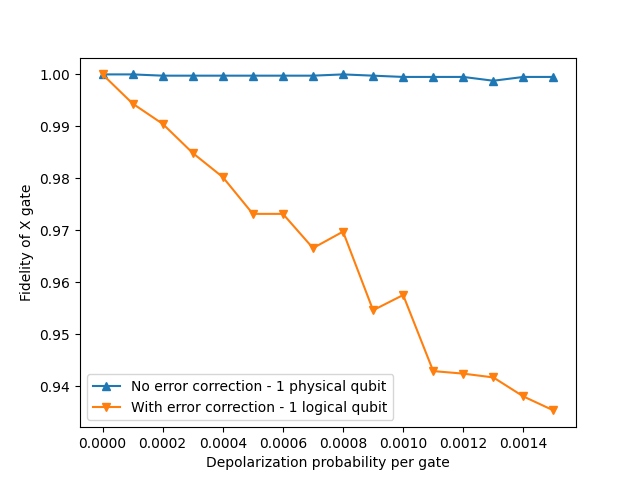 1.00
0.99
0.98
0.97
0.96
0.95
0.94
Fidelity of X gate
No error correction - 1 physical qubit
With error correction - 1 logical qubit
0.0000 0.0002 0.0004 0.0006 0.0008 0.0010 0.0012 0.0014
Depolarization probability per gate